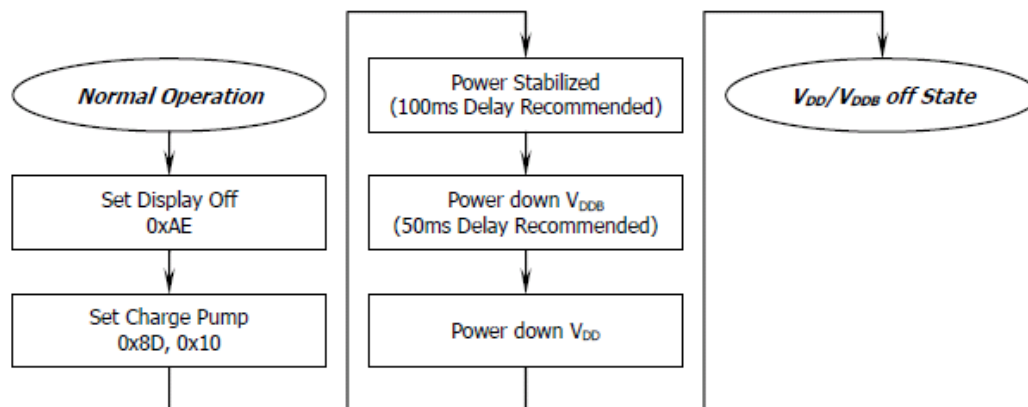 Normal Operation
Set Display Off
0xAE
Set Charge Pump
0x8D, 0x10
Power Stabilized
(100ms Delay Recommended)
Power down VDDB
(50ms Delay Recommended)
Power down VDD
VDD/VDDB off State